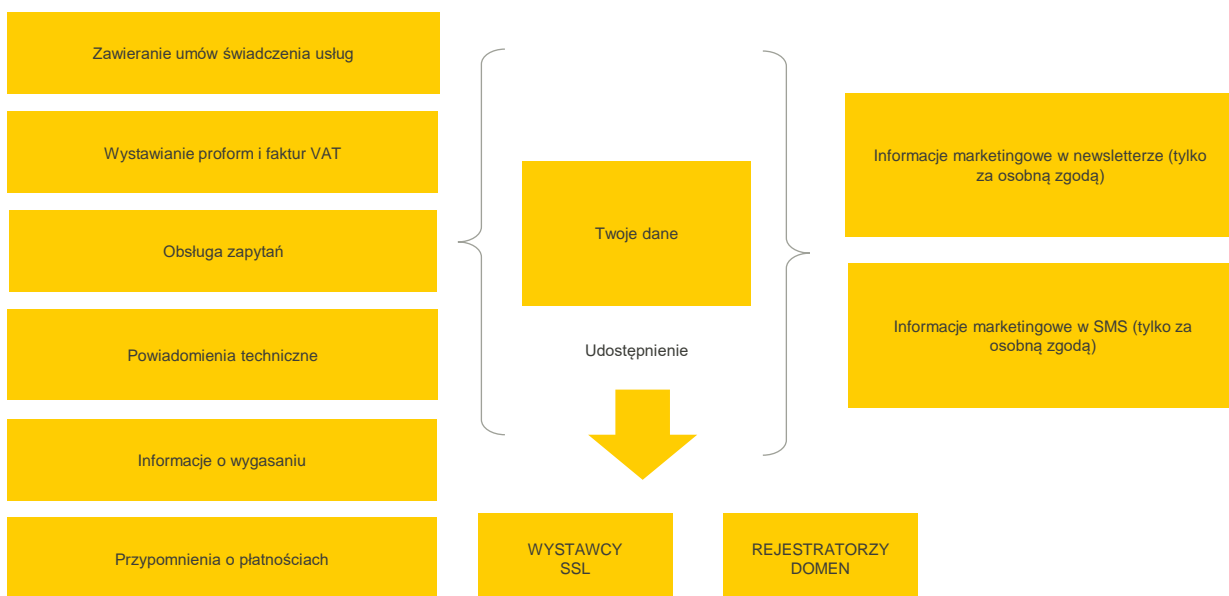 Zawieranie umów świadczenia usług
Wystawianie proform i faktur VAT
Obsługa zapytań
Powiadomienia techniczne
Informacje o wygasaniu
Przypomnienia o płatnościach
Twoje dane
Udostępnienie
WYSTAWCY
SSL
REJESTRATORZY
DOMEN
Informacje marketingowe w newsletterze (tylko
za osobną zgodą)
Informacje marketingowe w SMS (tylko za
osobną zgodą)